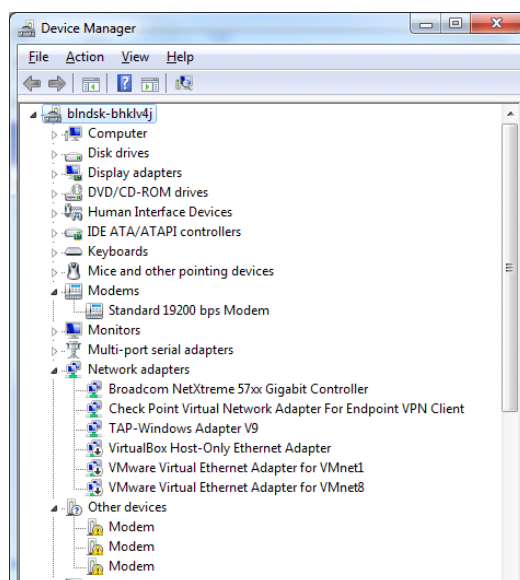 Device Manager
File Action View Help
blndsk-bhklv4j
Computer
Disk drives
Display adapters
DVD/CD-ROM drives
Human Interface Devices
IDE ATA/ATAPI controllers
Keyboards
Mice and other pointing devices
Modems
Standard 19200 bps Modem
Monitors
Multi-port serial adapters
Network adapters
Broadcom NetXtreme 57xx Gigabit Controller
Check Point Virtual Network Adapter For Endpoint VPN Client
TAP-Windows Adapter V9
VirtualBox Host-Only Ethernet Adapter
VMware Virtual Ethernet Adapter for VMnet1
VMware Virtual Ethernet Adapter for VMnet8
Other devices
Modem
Modem
Modem